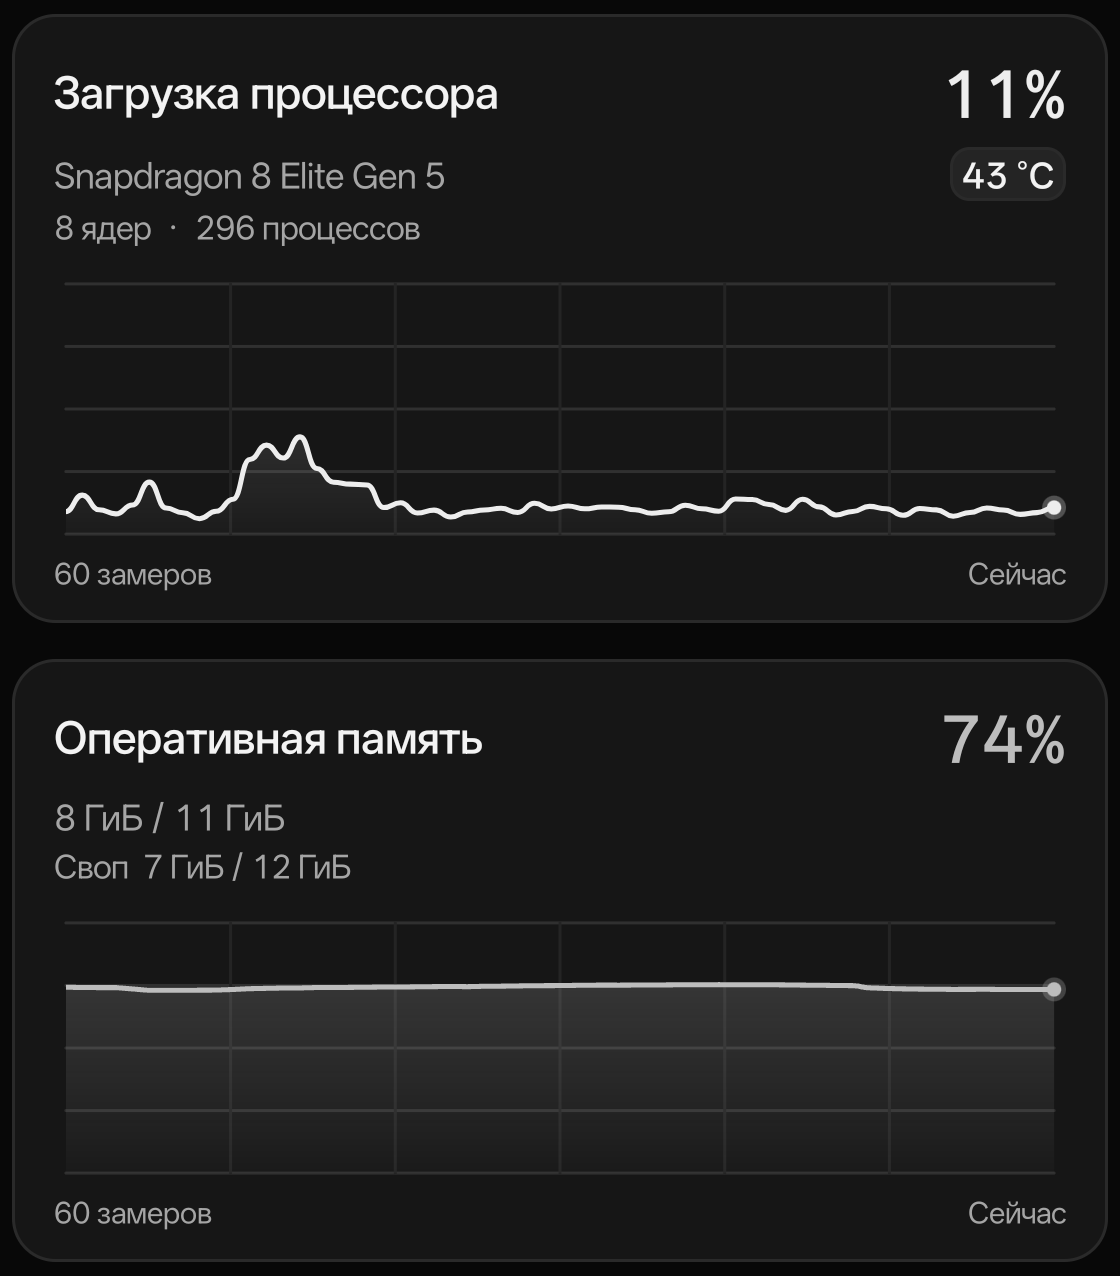 Загрузка процессора
11%
Snapdragon 8 Elite Gen 5
43 °C
8 ядер · 296 процессов
60 замеров
Сейчас
Оперативная память
74%
8 ГиБ / 11 ГиБ
Своп 7 ГиБ / 12 ГиБ
60 замеров
Сейчас